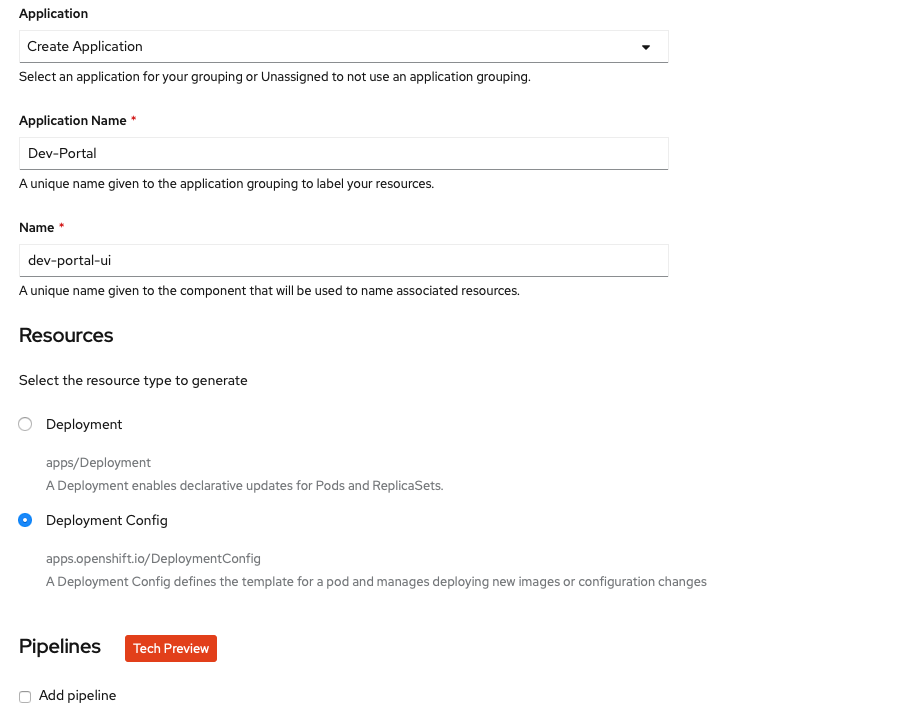 Application
Create Application
Select an application for your grouping or Unassigned to not use an application grouping.
Application Name *
Dev-Portal
A unique name given to the application grouping to label your resources.
Name *
dev-portal-ui
A unique name given to the component that will be used to name associated resources.
Resources
Select the resource type to generate
Deployment
apps/Deployment
A Deployment enables declarative updates for Pods and ReplicaSets.
Deployment Config
apps.openshift.io/DeploymentConfig
A Deployment Config defines the template for a pod and manages deploying new images or configuration changes
Pipelines Tech Preview
Add pipeline